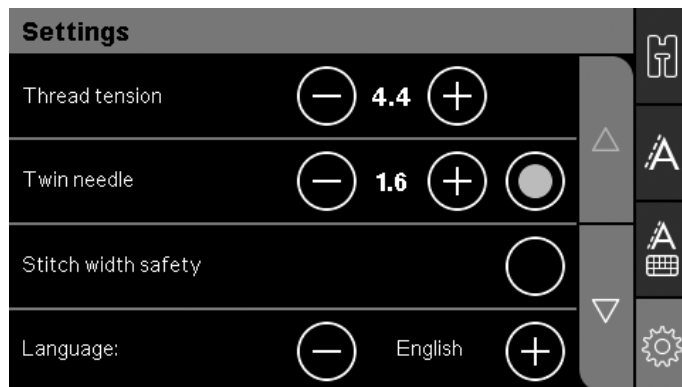 Settings
Thread tension 4.4
Twin needle 1.6
Stitch width safety
Language: English